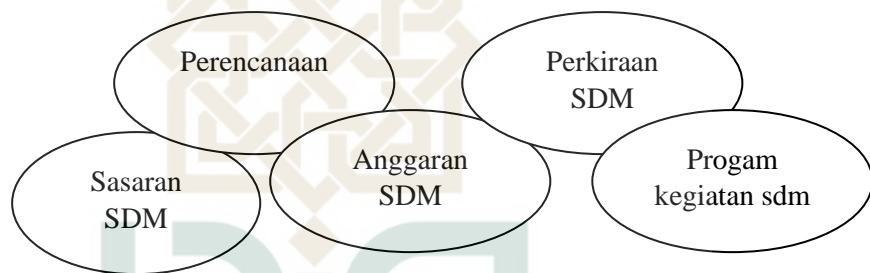 Perencanaan
Perkiraan
SDM
Sasaran
SDM
Anggaran
SDM
Progam
kegiatan sdm